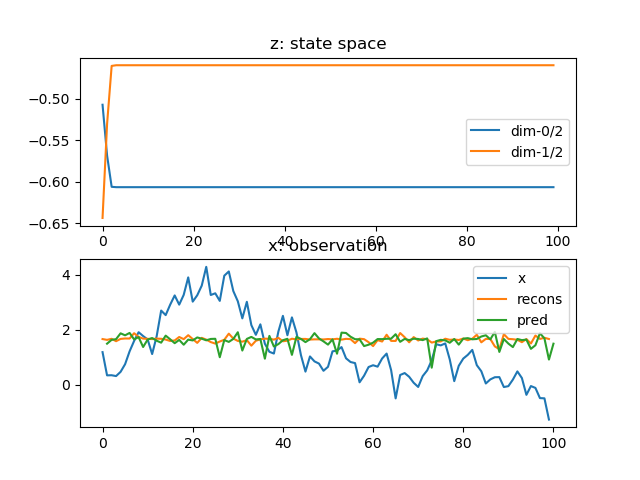 z: state space
−0.50
−0.55
−0.60
−0.65
dim-0/2
dim-1/2
0 20 40 60 80 100
x: observation
4
2
0
x
recons
pred
0 20 40 60 80 100